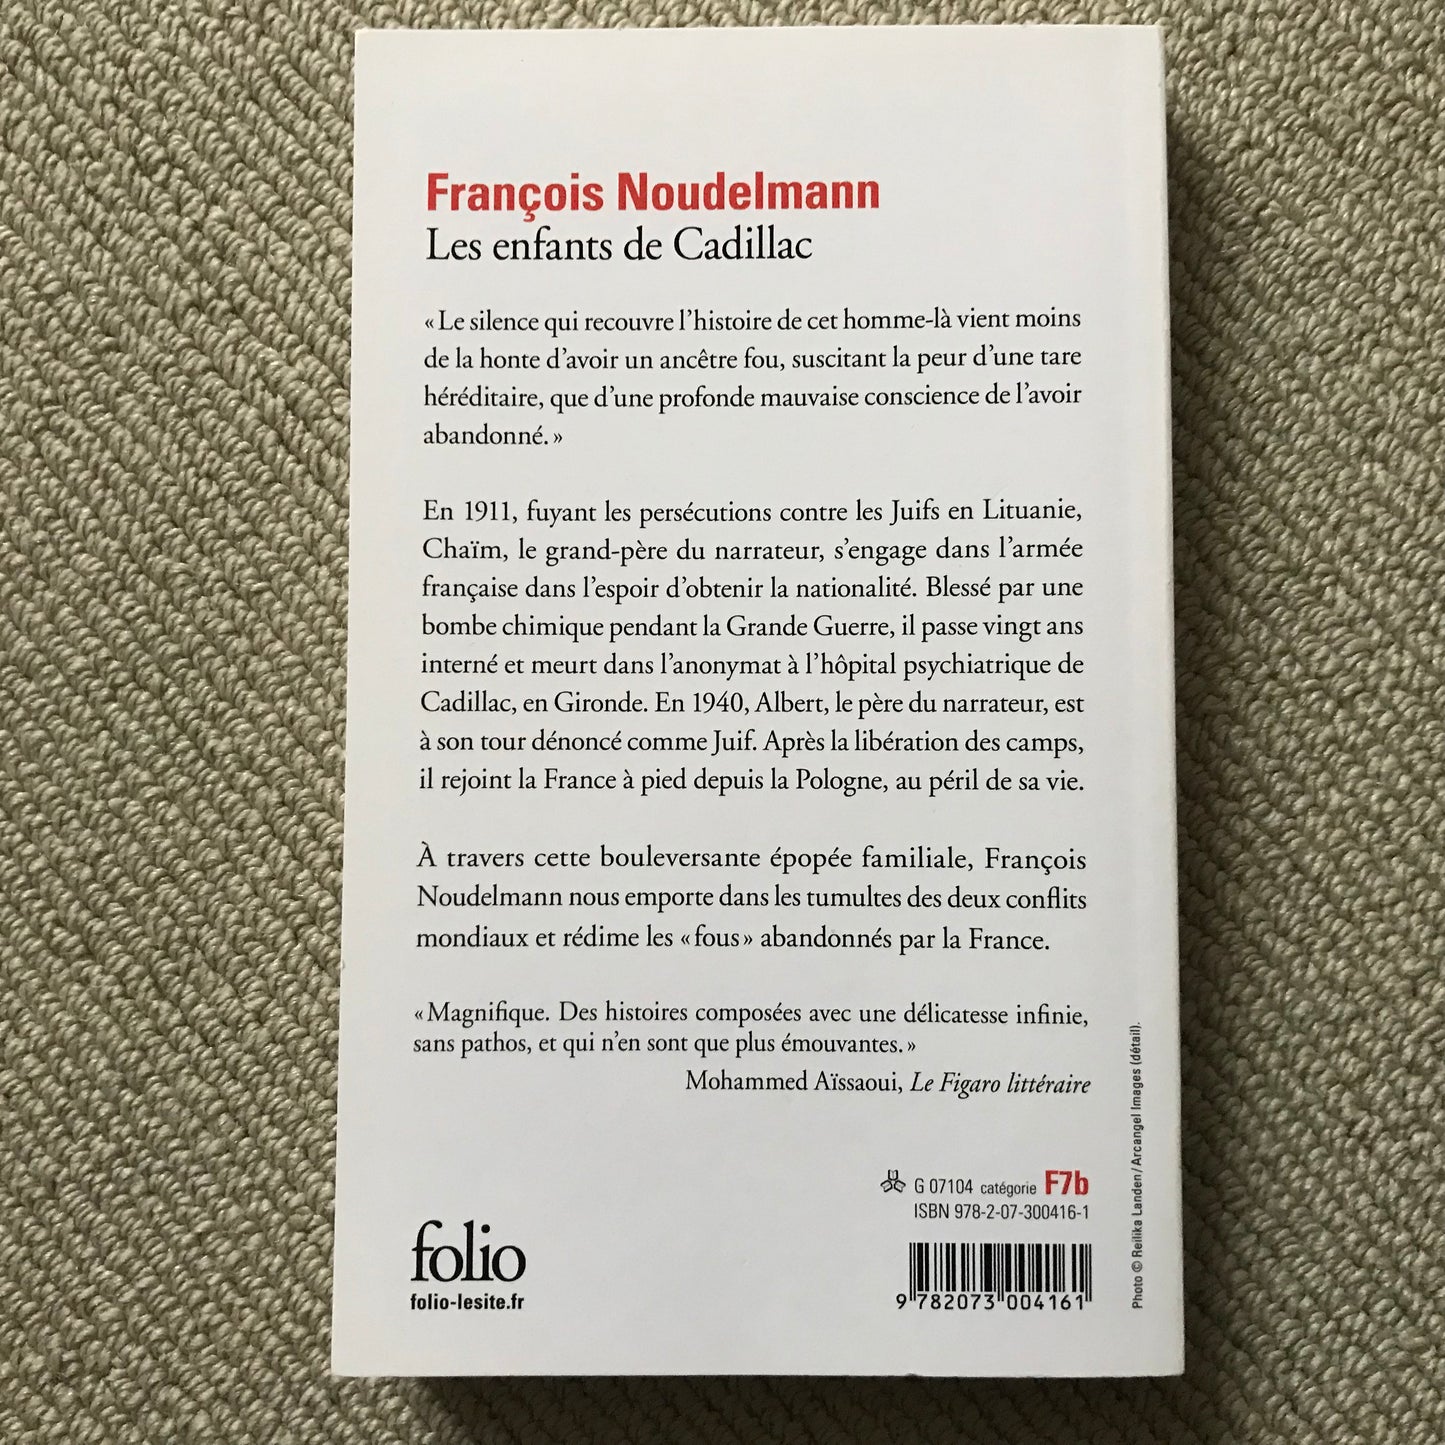 François Noudelmann
Les enfants de Cadillac
« Le silence qui recouvre l'histoire de cet homme-là vient moins
de la honte d'avoir un ancêtre fou, suscitant la peur d'une tare
héréditaire, que d'une profonde mauvaise conscience de l'avoir
abandonné. »
En 1911, fuyant les persécutions contre les Juifs en Lituanie,
Chaïm, le grand-père du narrateur, s'engage dans l'armée
française dans l'espoir d'obtenir la nationalité. Blessé par une
bombe chimique pendant la Grande Guerre, il passe vingt ans
interné et meurt dans l'anonymat à l'hôpital psychiatrique de
Cadillac, en Gironde. En 1940, Albert, le père du narrateur, est
à son tour dénoncé comme Juif. Après la libération des camps,
il rejoint la France à pied depuis la Pologne, au péril de sa vie.
À travers cette bouleversante épopée familiale, François
Noudelmann nous emporte dans les tumultes des deux conflits
mondiaux et rédime les « fous » abandonnés par la France.
« Magnifique. Des histoires composées avec une délicatesse infinie,
sans pathos, et qui n'en sont que plus émouvantes. »
Mohammed Aïssaoui, Le Figaro littéraire
G 07104 catégorie F7b
ISBN 978-2-07-300416-1
folio
folio-lesite.fr
9 782073 004161
Photo © Reilika Landen / Arcangel Images (détail).